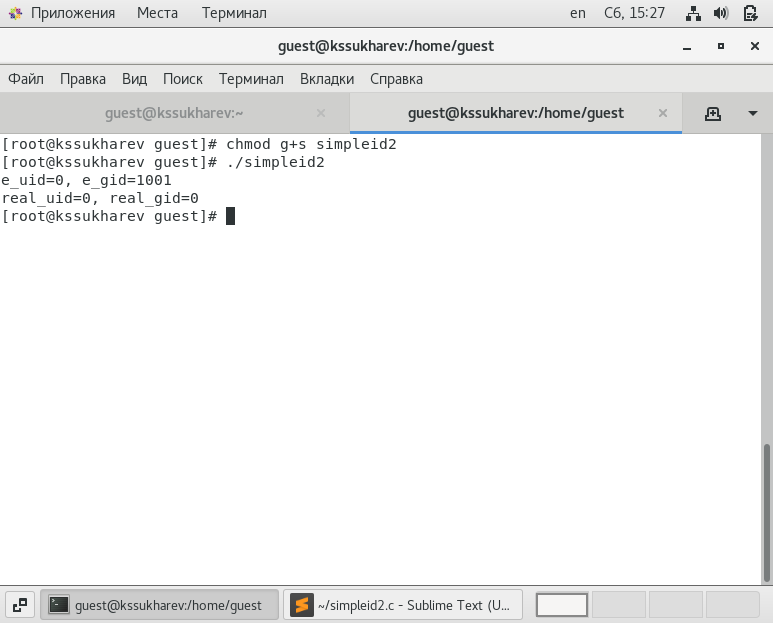 Приложения Места Терминал en Сб, 15:27
guest@kssukharev:/home/guest
Файл Правка Вид Поиск Терминал Вкладки Справка
guest@kssukharev:~ guest@kssukharev:/home/guest
[root@kssukharev guest]# chmod g+s simpleid2
[root@kssukharev guest]# ./simpleid2
e_uid=0, e_gid=1001
real_uid=0, real_gid=0
[root@kssukharev guest]#
guest@kssukharev:/home/guest ~/simpleid2.c - Sublime Text (U...